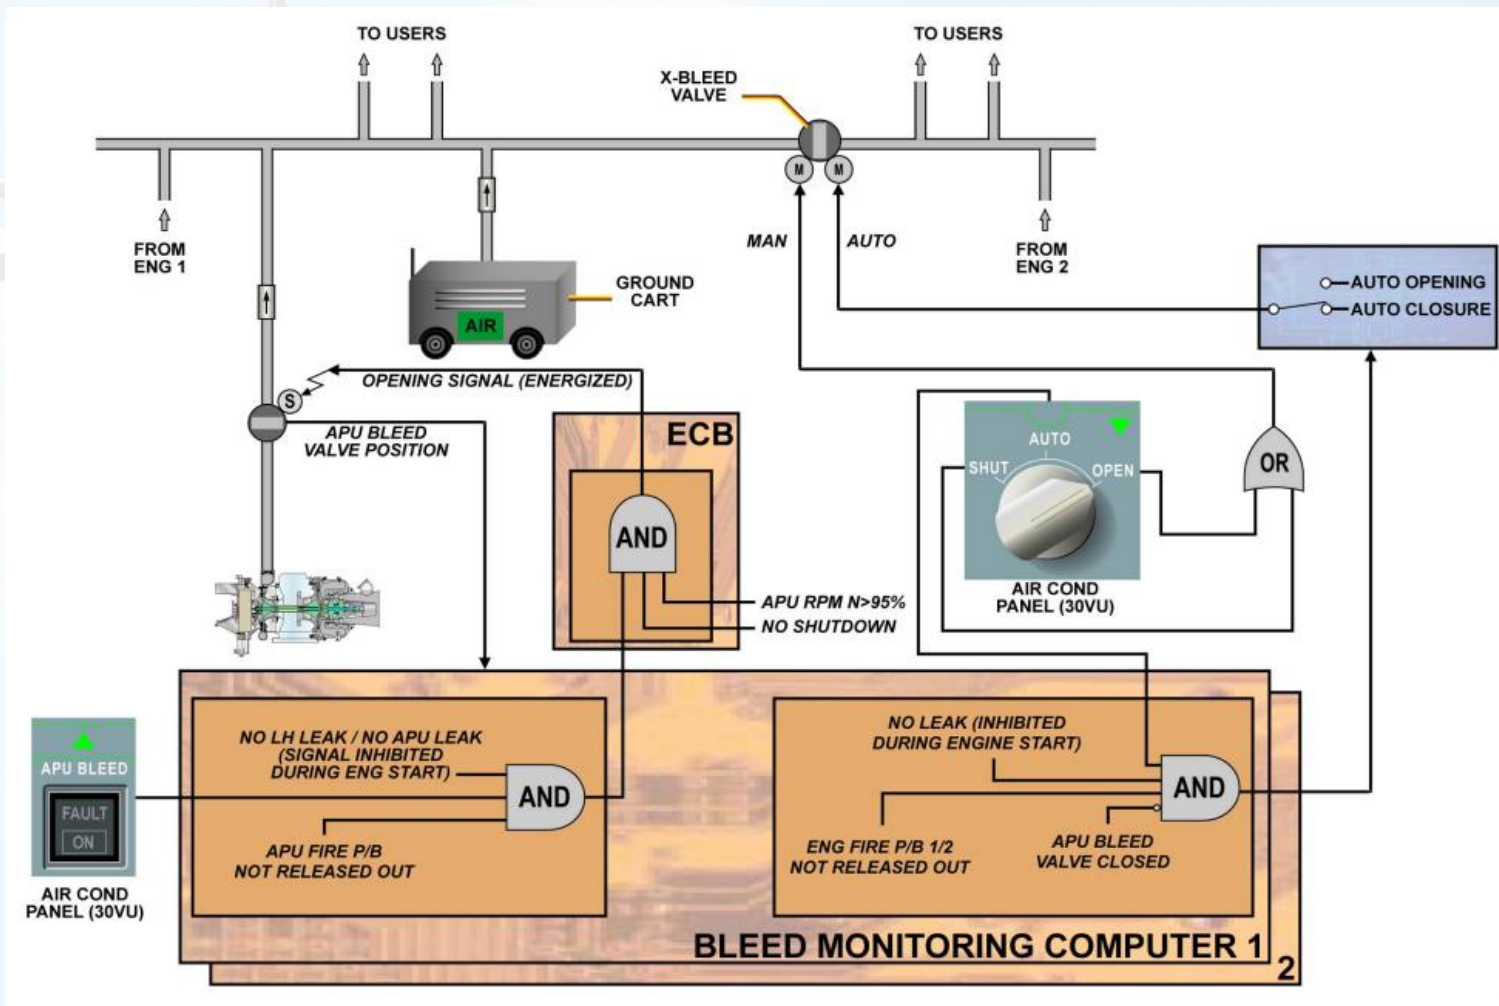 TO USERS
TO USERS
X-BLEED
VALVE
M
M
FROM
ENG 1
MAN
AUTO
FROM
ENG 2
GROUND
CART
AIR
AUTO OPENING
AUTO CLOSURE
OPENING SIGNAL (ENERGIZED)
S
APU BLEED
VALVE POSITION
ECB
AND
APU RPM N>95%
NO SHUTDOWN
AUTO
SHUT
OPEN
OR
AIR COND
PANEL (30VU)
APU BLEED
FAULT
ON
AIR COND
PANEL (30VU)
NO LH LEAK / NO APU LEAK
(SIGNAL INHIBITED
DURING ENG START)
AND
APU FIRE P/B
NOT RELEASED OUT
NO LEAK (INHIBITED
DURING ENGINE START)
AND
ENG FIRE P/B 1/2
NOT RELEASED OUT
APU BLEED
VALVE CLOSED
BLEED MONITORING COMPUTER 1
2